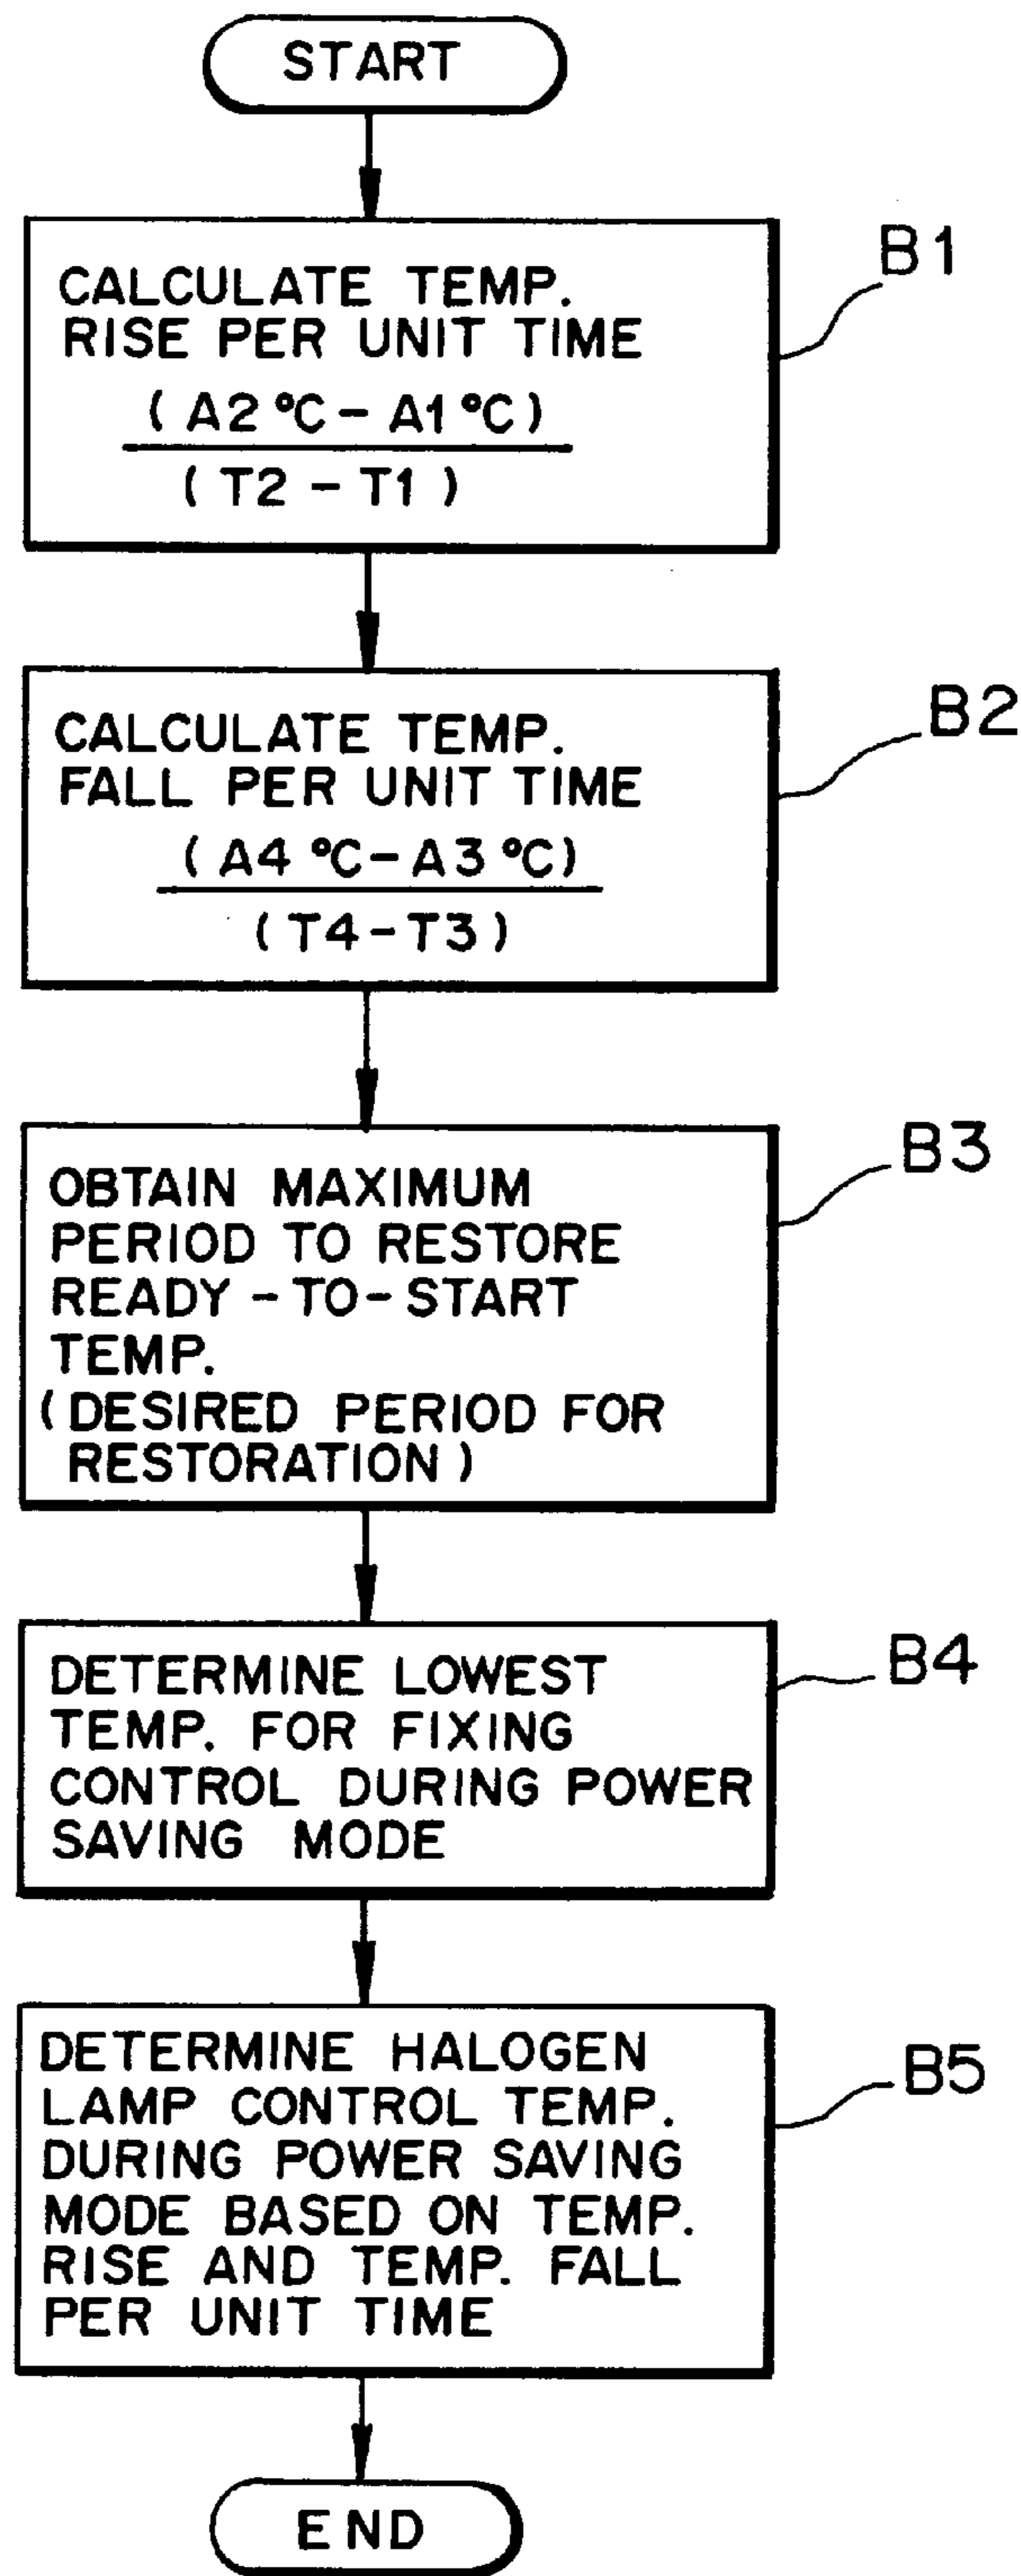 START
B1
CALCULATE TEMP.
RISE PER UNIT TIME
(A2°C-A1°C)
(T2-T1)
B2
CALCULATE TEMP.
FALL PER UNIT TIME
(A4°C-A3°C)
(T4-T3)
B3
OBTAIN MAXIMUM
PERIOD TO RESTORE
READY-TO-START
TEMP.
(DESIRED PERIOD FOR
RESTORATION)
B4
DETERMINE LOWEST
TEMP. FOR FIXING
CONTROL DURING POWER
SAVING MODE
B5
DETERMINE HALOGEN
LAMP CONTROL TEMP.
DURING POWER SAVING
MODE BASED ON TEMP.
RISE AND TEMP. FALL
PER UNIT TIME
END